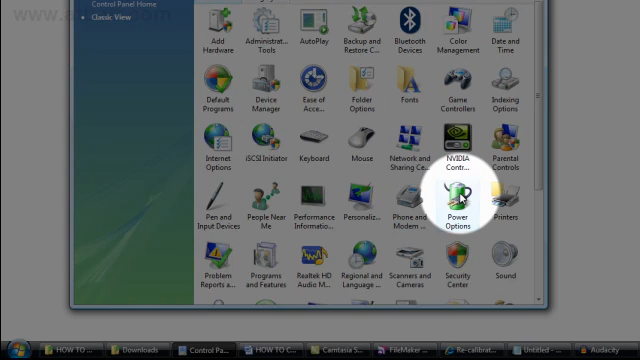 Control Panel Home
Classic View
Add Hardware
Administrat... Tools
AutoPlay
Backup and Restore C...
Bluetooth Devices
Color Management
Date and Time
Default Programs
Device Manager
Ease of Acce...
Folder Options
Fonts
Game Controllers
Indexing Options
Internet Options
iSCSI Initiator
Keyboard
Mouse
Network and Sharing Ce...
NVIDIA Contr...
Parental Controls
Pen and Input Devices
People Near Me
Performance Informatio...
Personaliz...
Phone and Modem ...
Power Options
Printers
Problem Reports a...
Programs and Features
Realtek HD Audio M...
Regional and Language ...
Scanners and Cameras
Security Center
Sound
HOW TO ...
Downloads
Control Pa...
HOW TO C...
Camtasia S...
FileMaker ...
Re-calibrat...
Untitled - ...
Audacity